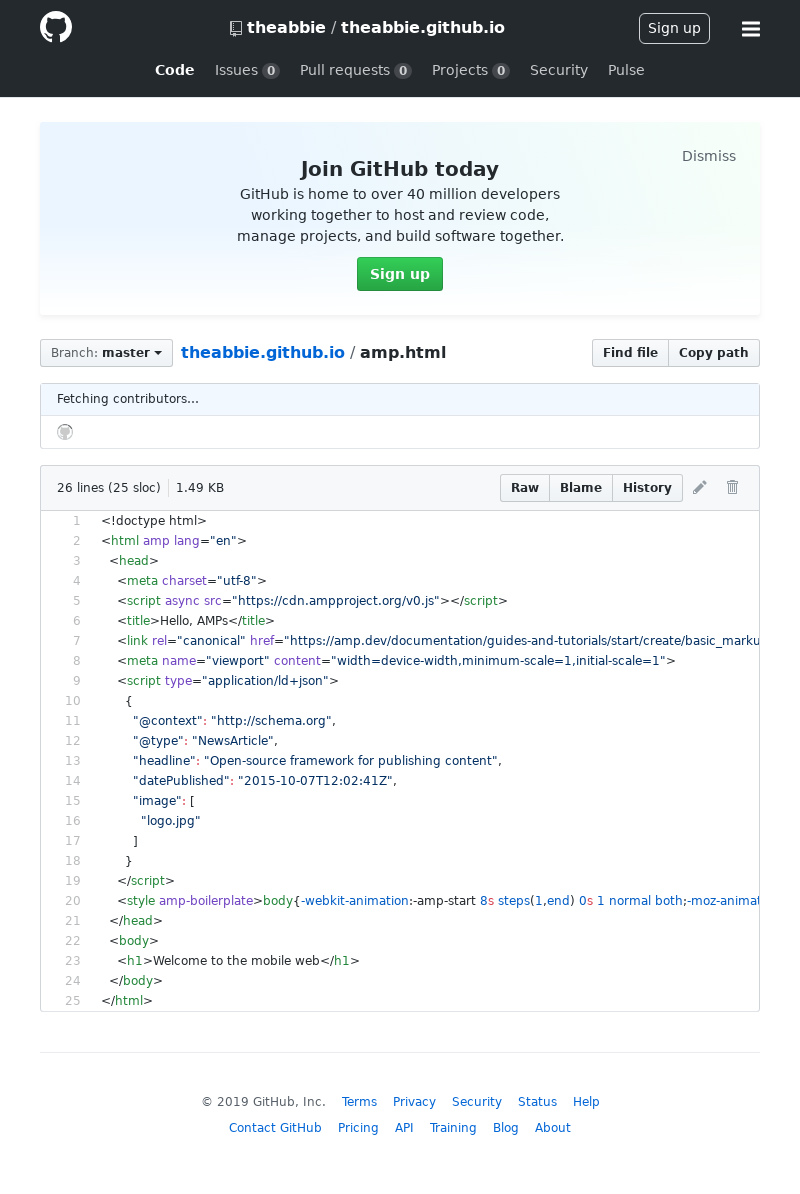 theabbie / theabbie.github.io
Sign up
Code Issues 0 Pull requests 0 Projects 0 Security Pulse
Dismiss
Join GitHub today
GitHub is home to over 40 million developers
working together to host and review code,
manage projects, and build software together.
Sign up
Branch: master theabbie.github.io / amp.html Find file Copy path
Fetching contributors…
26 lines (25 sloc) 1.49 KB Raw Blame History
1 <!doctype html>
2 <html amp lang="en">
3 <head>
4 <meta charset="utf-8">
5 <script async src="https://cdn.ampproject.org/v0.js"></script>
6 <title>Hello, AMPs</title>
7 <link rel="canonical" href="https://amp.dev/documentation/guides-and-tutorials/start/create/basic_marku
8 <meta name="viewport" content="width=device-width,minimum-scale=1,initial-scale=1">
9 <script type="application/ld+json">
10 {
11 "@context": "http://schema.org",
12 "@type": "NewsArticle",
13 "headline": "Open-source framework for publishing content",
14 "datePublished": "2015-10-07T12:02:41Z",
15 "image": [
16 "logo.jpg"
17 ]
18 }
19 </script>
20 <style amp-boilerplate>body{-webkit-animation:-amp-start 8s steps(1,end) 0s 1 normal both;-moz-animat
21 </head>
22 <body>
23 <h1>Welcome to the mobile web</h1>
24 </body>
25 </html>
© 2019 GitHub, Inc. Terms Privacy Security Status Help
Contact GitHub Pricing API Training Blog About